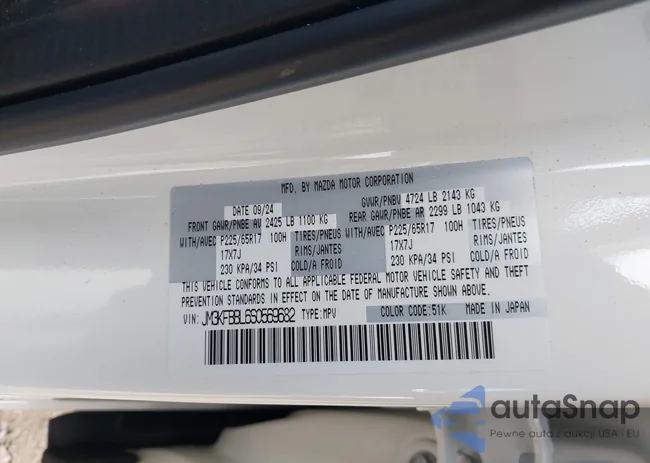 MFD. BY MAZDA MOTOR CORPORATION
DATE 09/24 GVWR/PNBV 4724 LB 2143 KG
FRONT GAWR/PNBE AV 2425 LB 1100 KG REAR GAWR/PNBE AR 2299 LB 1043 KG
WITH/AVEC P225/65R17 100H TIRES/PNEUS WITH/AVEC P225/65R17 100H TIRES/PNEUS
17X7J RIMS/JANTES 17X7J RIMS/JANTES
230 KPA/34 PSI COLD/A FROID 230 KPA/34 PSI COLD/A FROID
THIS VEHICLE CONFORMS TO ALL APPLICABLE FEDERAL MOTOR VEHICLE SAFETY AND THEFT
PREVENTION STANDARDS IN EFFECT ON THE DATE OF MANUFACTURE SHOWN ABOVE.
VIN: JM3KFBBL6S0569682 TYPE: MPV COLOR CODE: 51K MADE IN JAPAN
autoSnap
Pewne auta z aukcji USA i EU